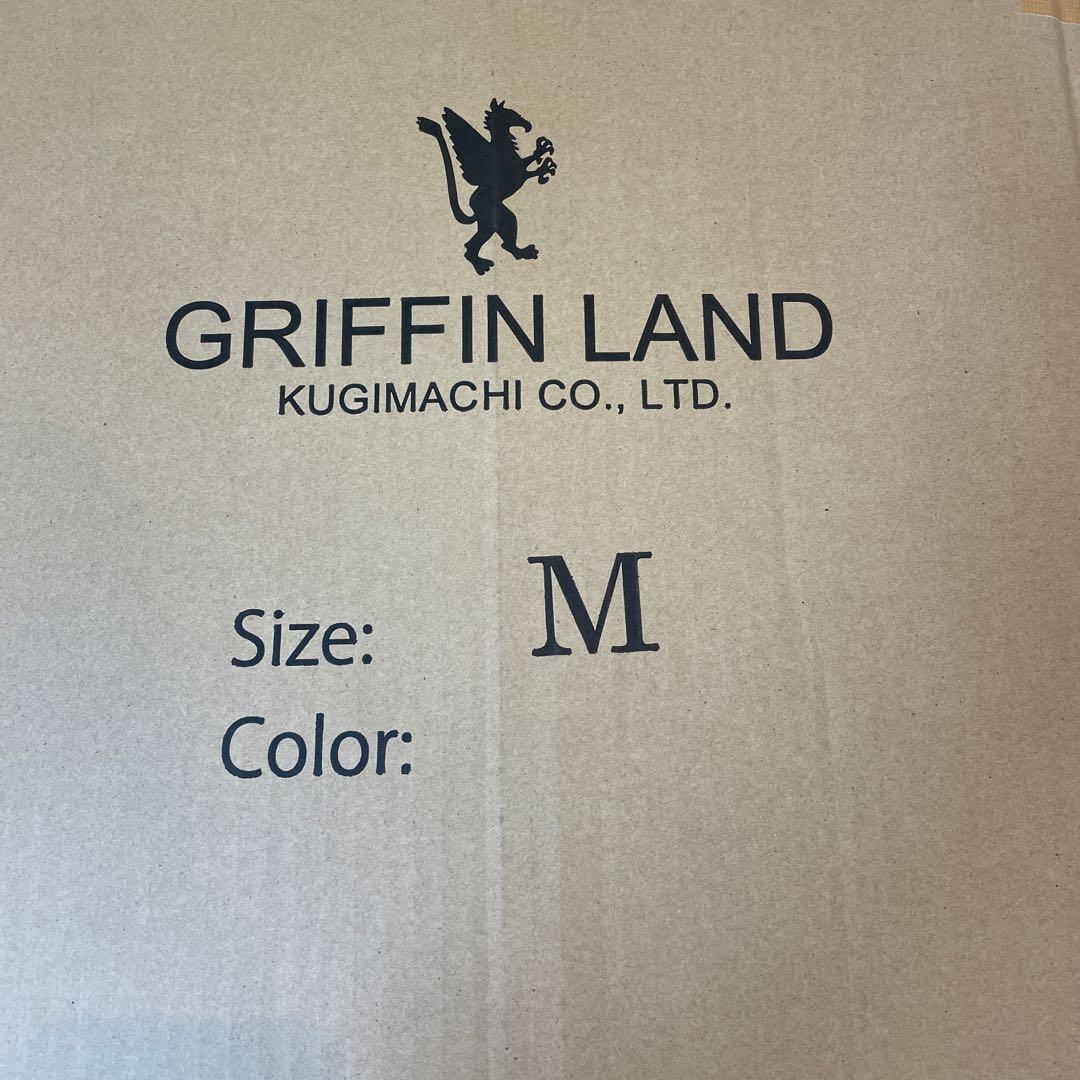 GRIFFIN LAND
KUGIMACHI CO., LTD.
Size: M
Color: